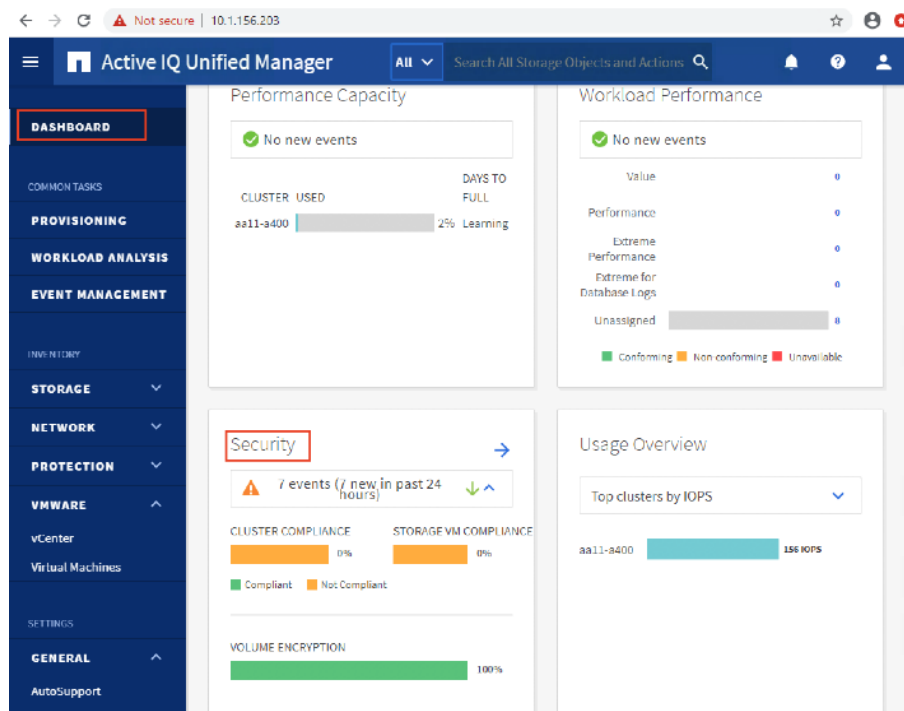 Not secure | 10.1.156.203
Active IQ Unified Manager
All
Search All Storage Objects and Actions
DASHBOARD
COMMON TASKS
PROVISIONING
WORKLOAD ANALYSIS
EVENT MANAGEMENT
INVENTORY
STORAGE
NETWORK
PROTECTION
VMWARE
vCenter
Virtual Machines
SETTINGS
GENERAL
AutoSupport
Performance Capacity
No new events
CLUSTER USED DAYS TO FULL
aa11-a400 2% Learning
Workload Performance
No new events
Value 0
Performance 0
Extreme
Performance 0
Extreme for
Database Logs 0
Unassigned 8
Conforming Non-conforming Unavailable
Security
7 events (7 new in past 24
hours)
CLUSTER COMPLIANCE STORAGE VM COMPLIANCE
0% 0%
Compliant Not Compliant
VOLUME ENCRYPTION
100%
Usage Overview
Top clusters by IOPS
aa11-a400 156 IOPS